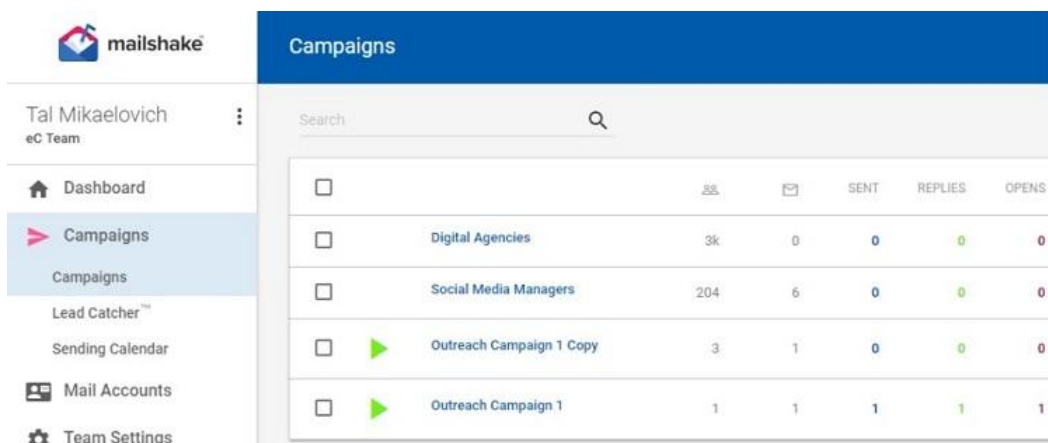 mailshake
Campaigns
Tal Mikaelovich
eC Team
Search
Dashboard
Campaigns
Campaigns
Lead Catcher™
Sending Calendar
Mail Accounts
Team Settings
SENT REPLIES OPENS
Digital Agencies 3k 0 0 0 0
Social Media Managers 204 6 0 0 0
Outreach Campaign 1 Copy 3 1 0 0 0
Outreach Campaign 1 1 1 1 1 1